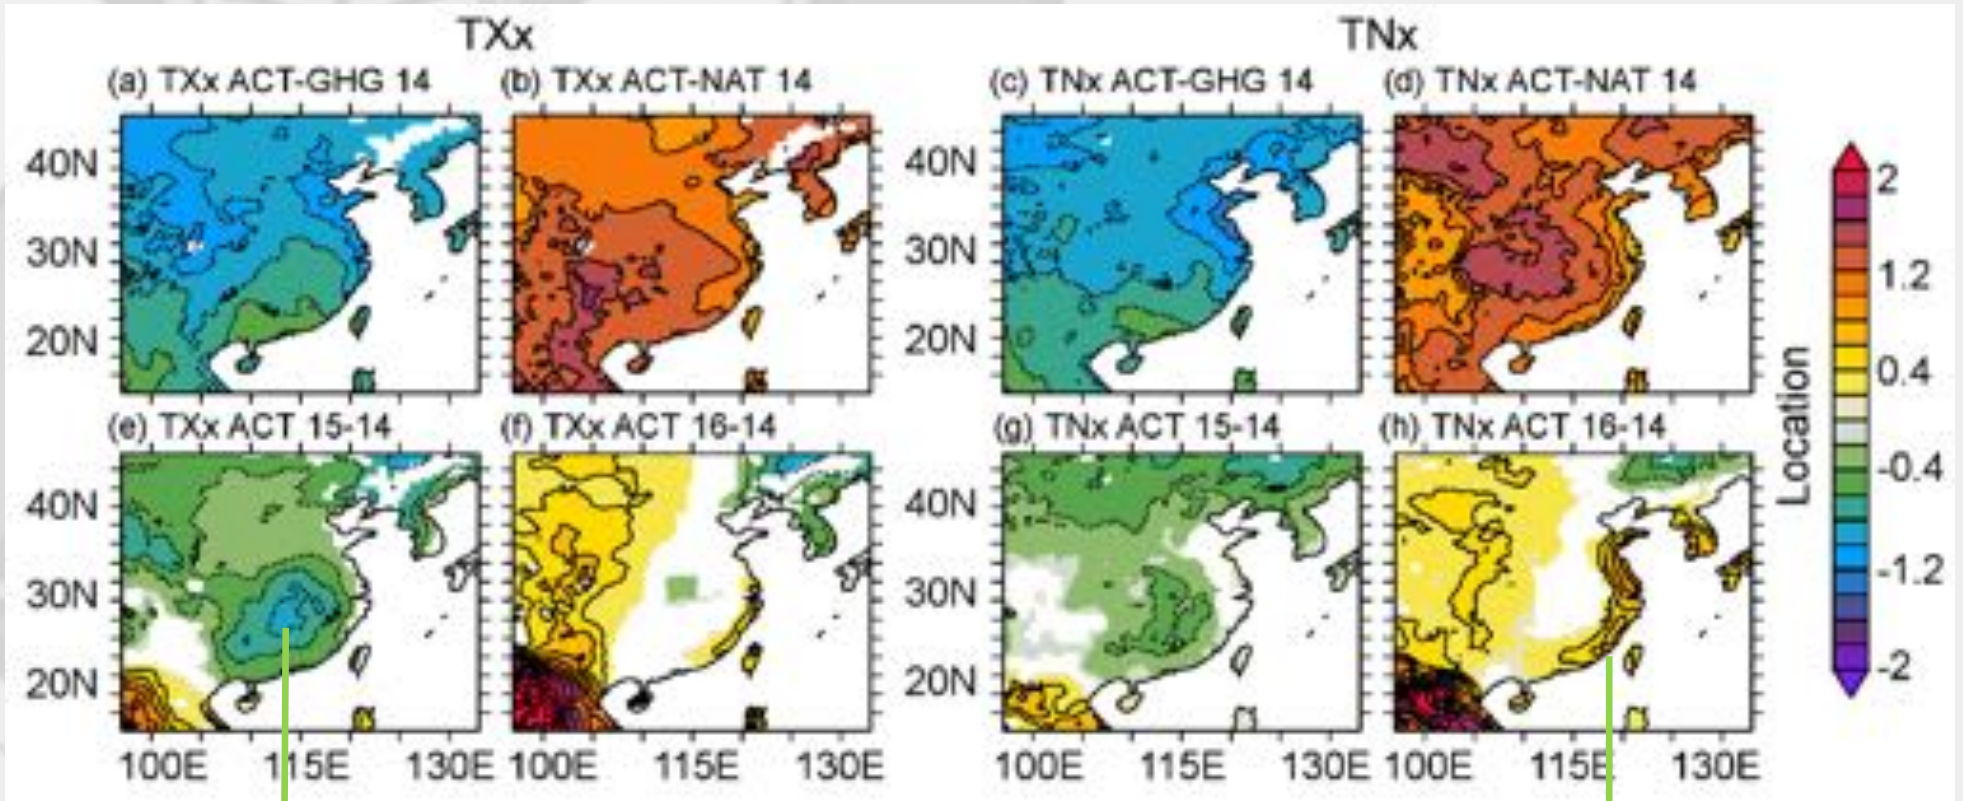 TXx TNx
(a) TXx ACT-GHG 14 (b) TXx ACT-NAT 14 (c) TNx ACT-GHG 14 (d) TNx ACT-NAT 14
40N 40N
30N 30N
20N 20N
(e) TXx ACT 15-14 (f) TXx ACT 16-14 (g) TNx ACT 15-14 (h) TNx ACT 16-14
40N 40N
30N 30N
20N 20N
100E 115E 130E 100E 115E 130E 100E 115E 130E 100E 115E 130E
Location
2
1.2
0.4
-0.4
-1.2
-2